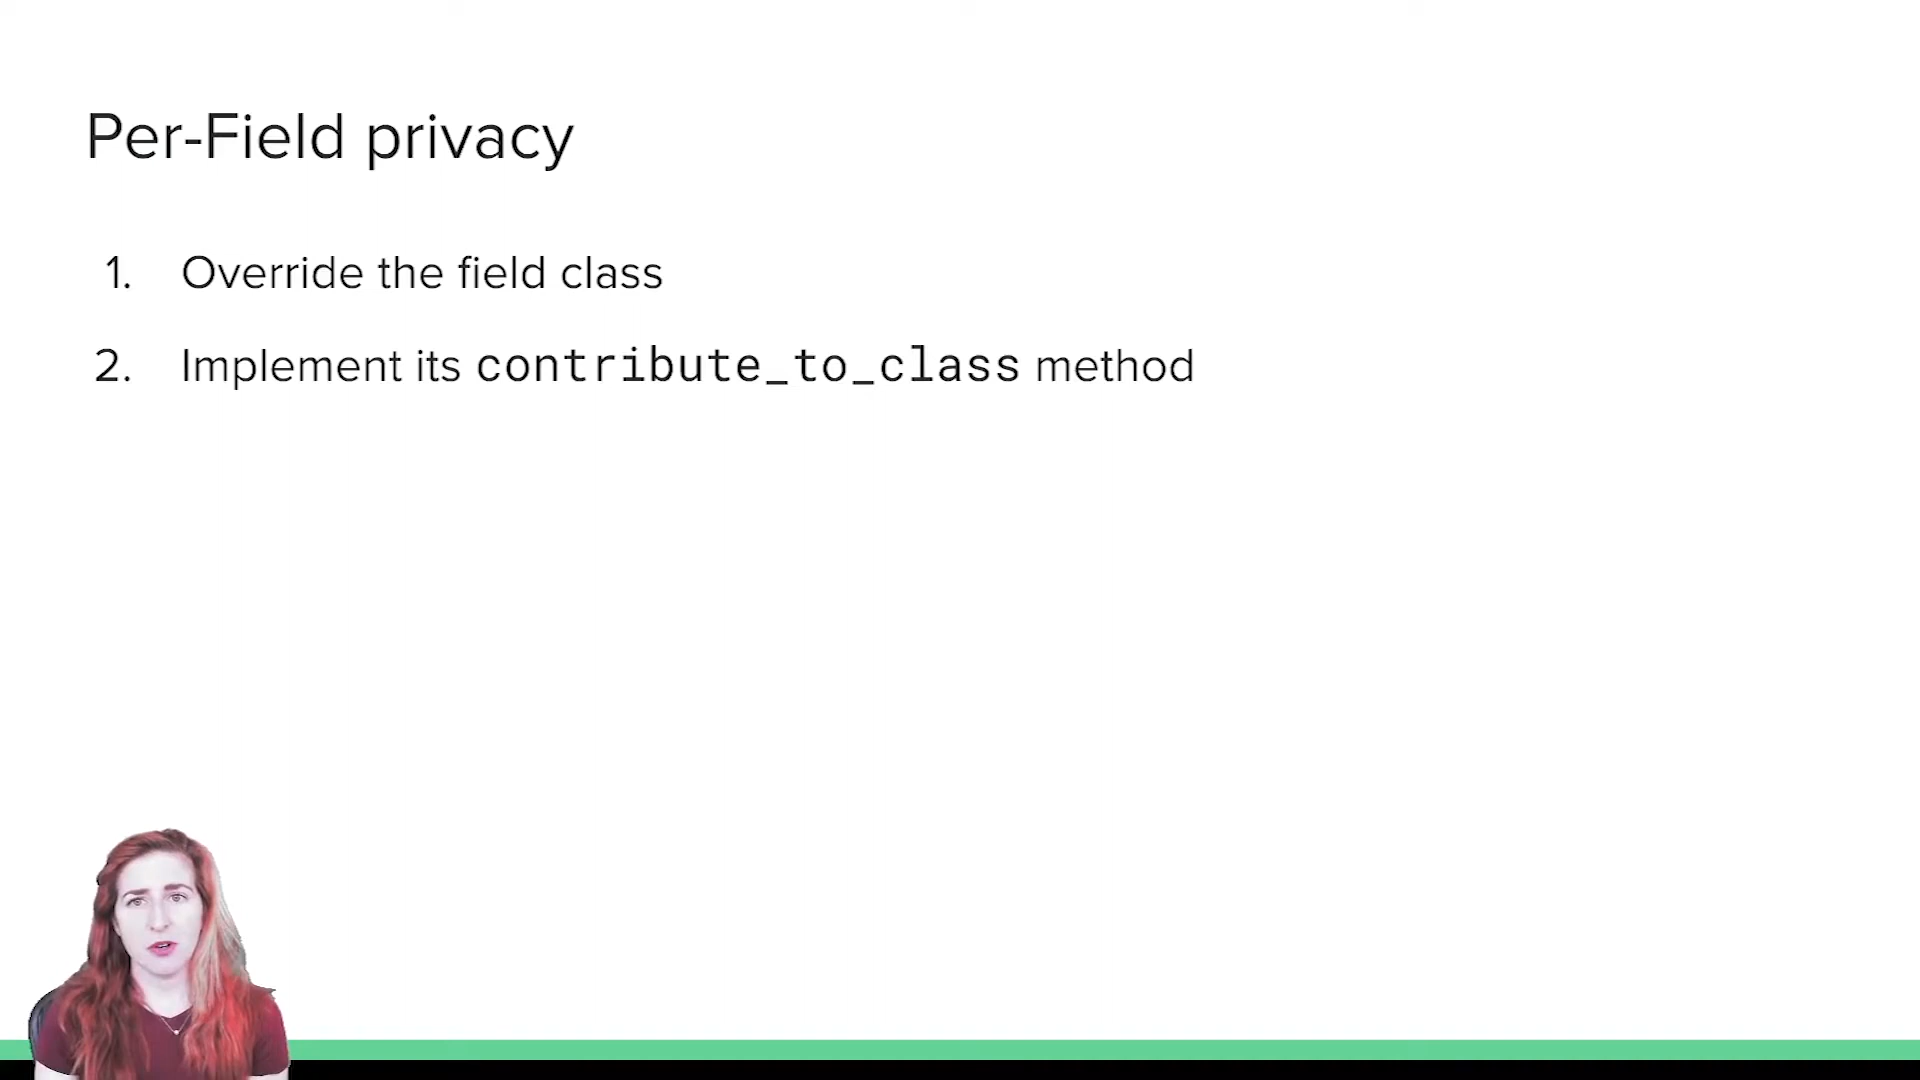 Per-Field privacy
1. Override the field class
2. Implement its contribute_to_class method